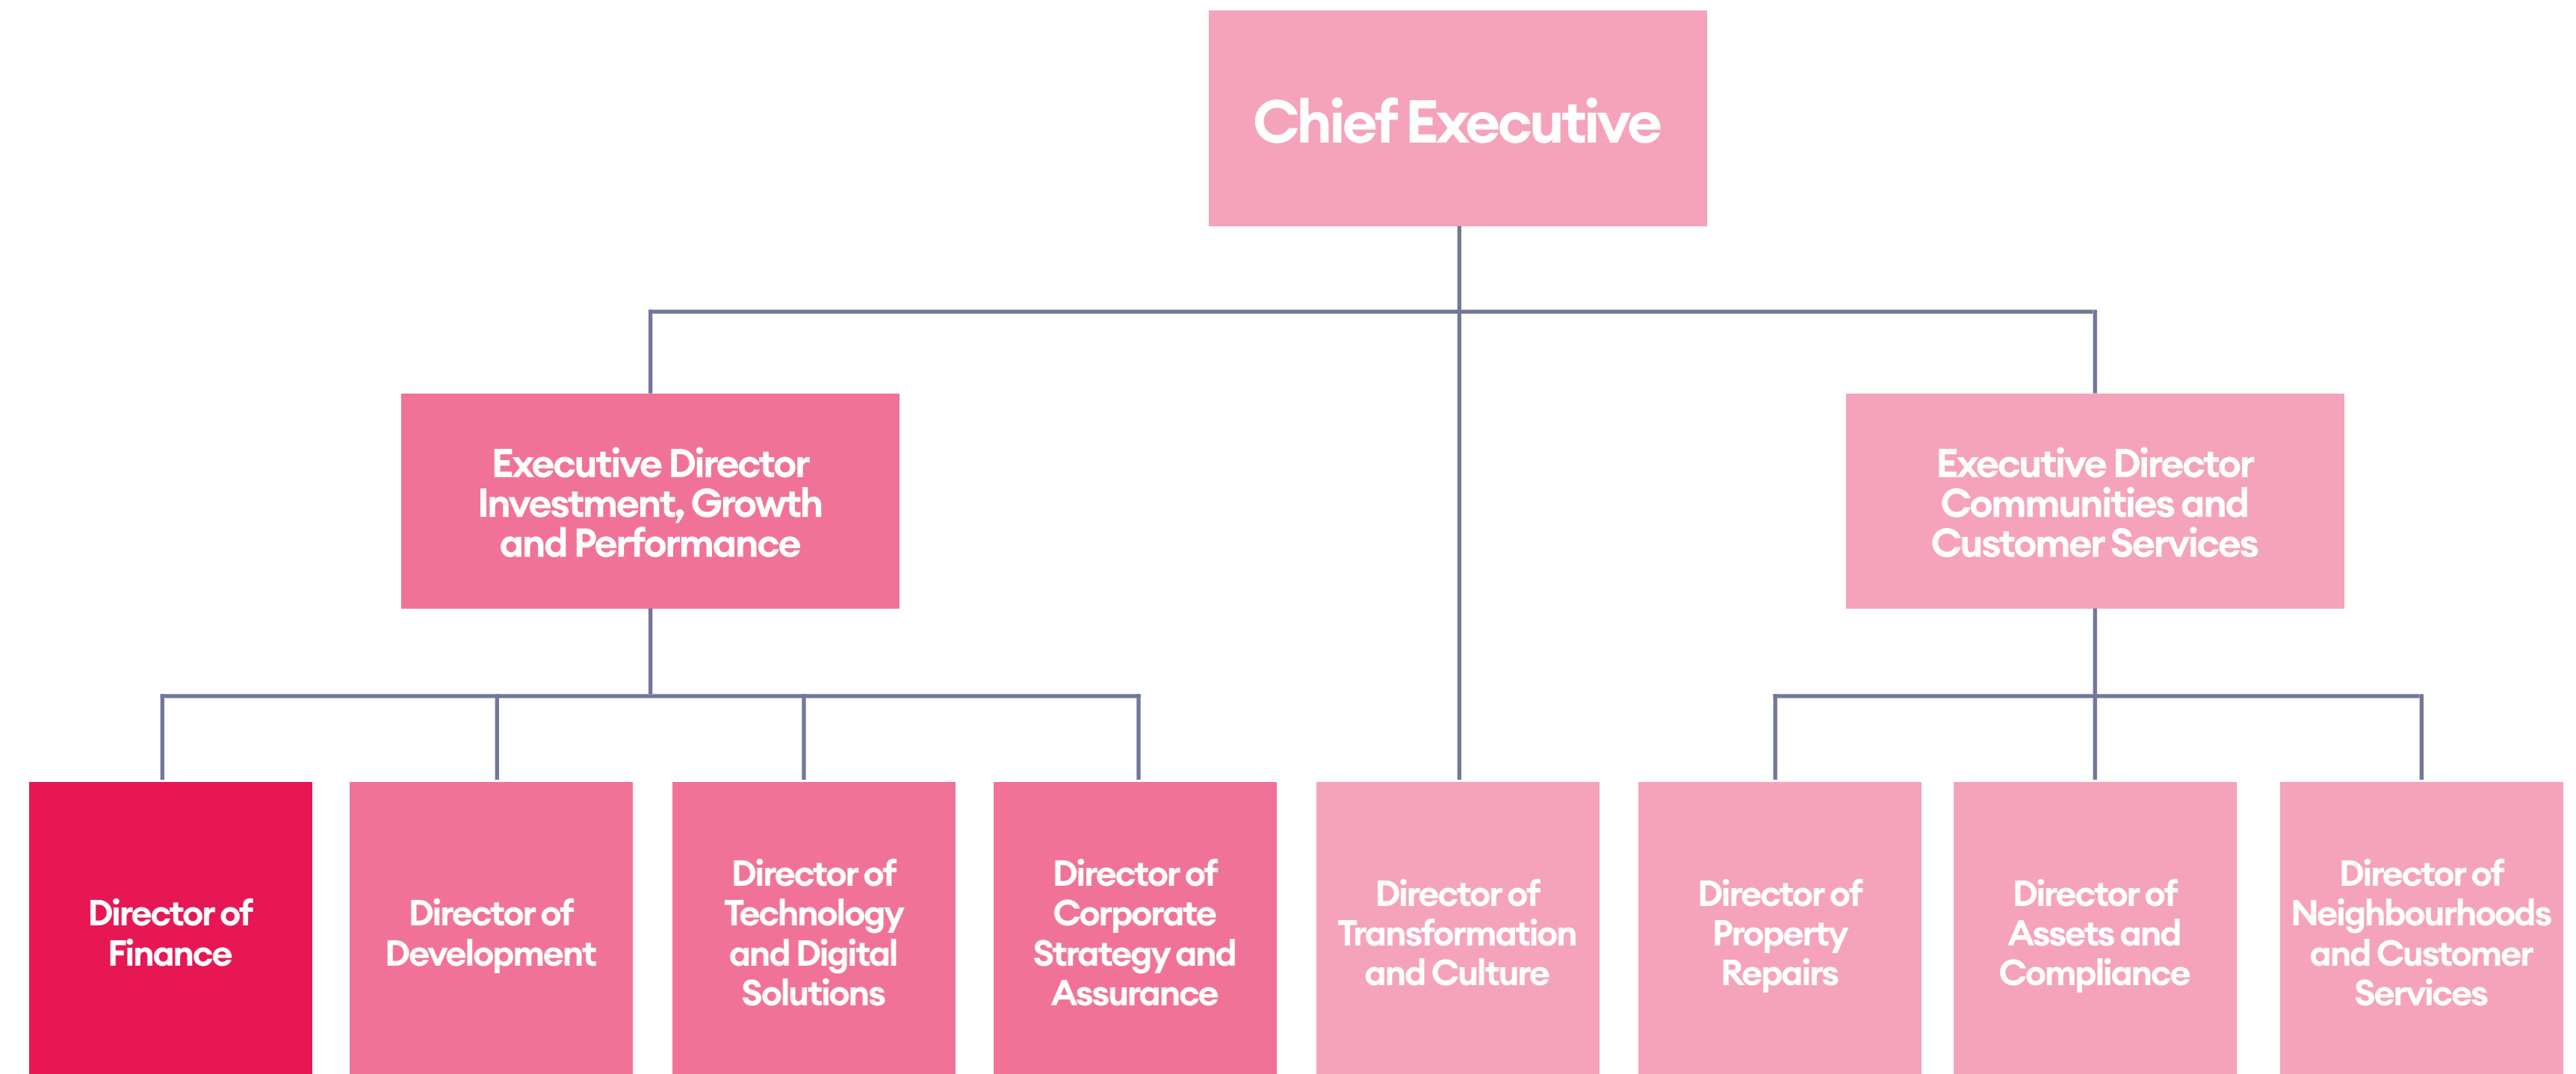 Chief Executive
Executive Director
Investment, Growth
and Performance
Executive Director
Communities and
Customer Services
Director of
Finance
Director of
Development
Director of
Technology
and Digital
Solutions
Director of
Corporate
Strategy and
Assurance
Director of
Transformation
and Culture
Director of
Property
Repairs
Director of
Assets and
Compliance
Director of
Neighbourhoods
and Customer
Services